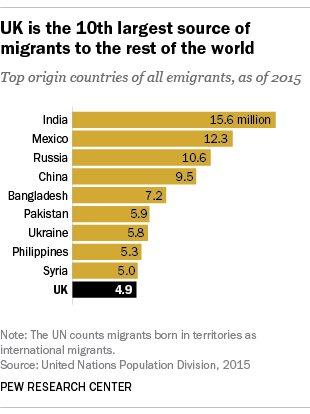 UK is the 10th largest source of
migrants to the rest of the world
Top origin countries of all emigrants, as of 2015
India 15.6 million
Mexico 12.3
Russia 10.6
China 9.5
Bangladesh 7.2
Pakistan 5.9
Ukraine 5.8
Philippines 5.3
Syria 5.0
UK 4.9
Note: The UN counts migrants born in territories as
international migrants.
Source: United Nations Population Division, 2015
PEW RESEARCH CENTER